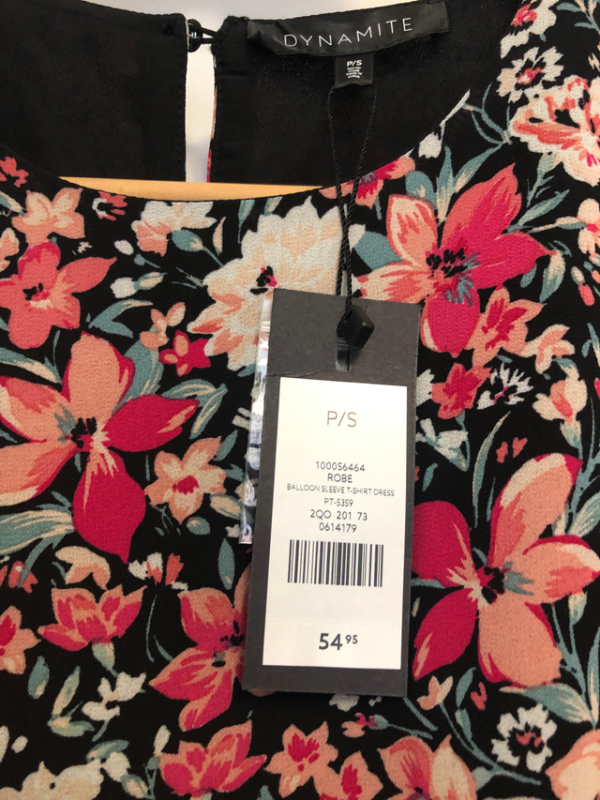 DYNAMITE
P/S
P/S
100056464
ROBE
BALLOON SLEEVE T-SHIRT DRESS
PT-5359
2QO 201 73
0614179
54 95